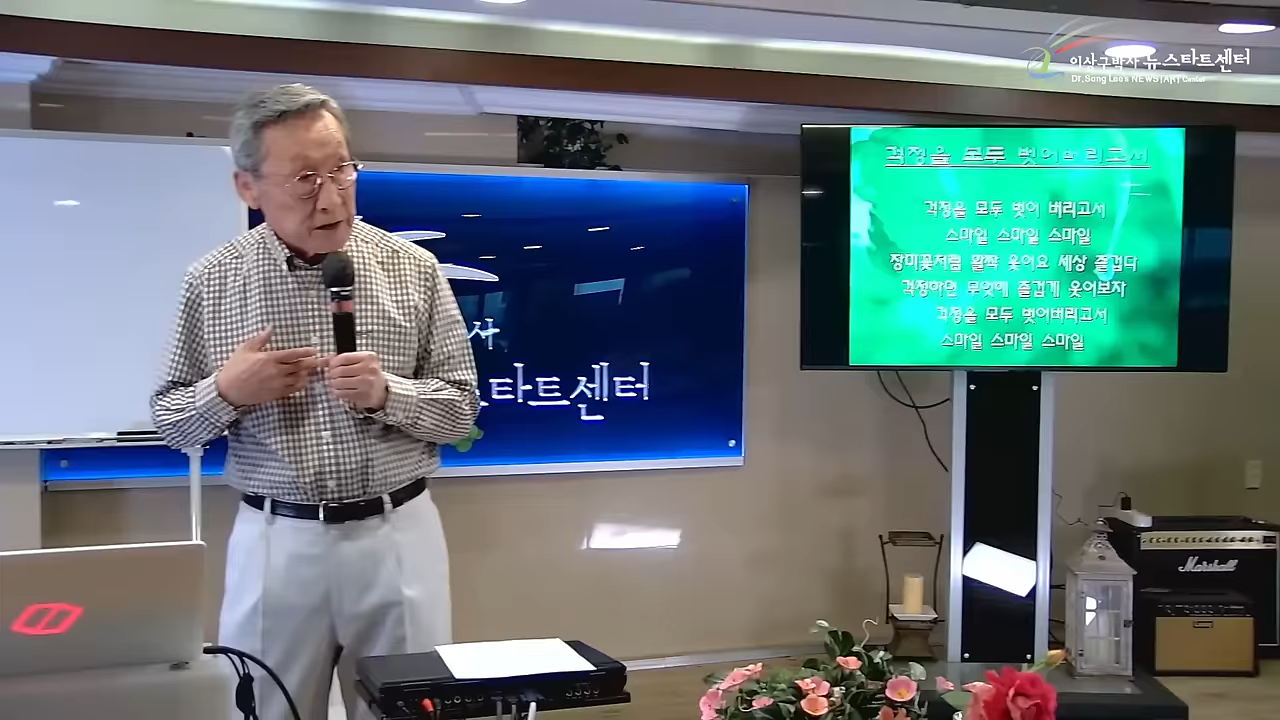 이상구박사 뉴스타트센터
Dr.Sang Lee's NEWSTART Center
걱정을 모두 벗어버리고서
걱정을 모두 벗어 버리고서
스마일 스마일 스마일
장미꽃처럼 활짝 웃어요 세상 즐겁다
걱정하면 무엇해 즐겁게 웃어보자
걱정을 모두 벗어버리고서
스마일 스마일 스마일
사
스타트센터
Marshall